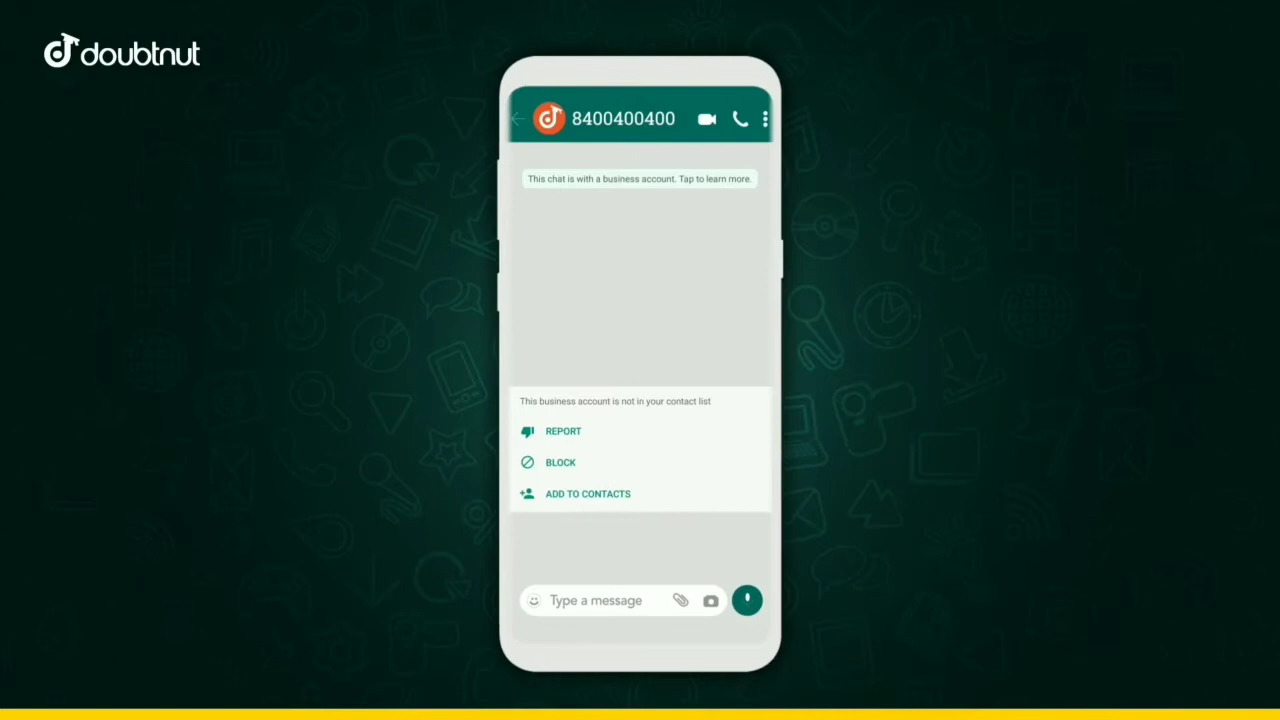 doubtnut
8400400400
This chat is with a business account. Tap to learn more.
This business account is not in your contact list
REPORT
BLOCK
ADD TO CONTACTS
Type a message